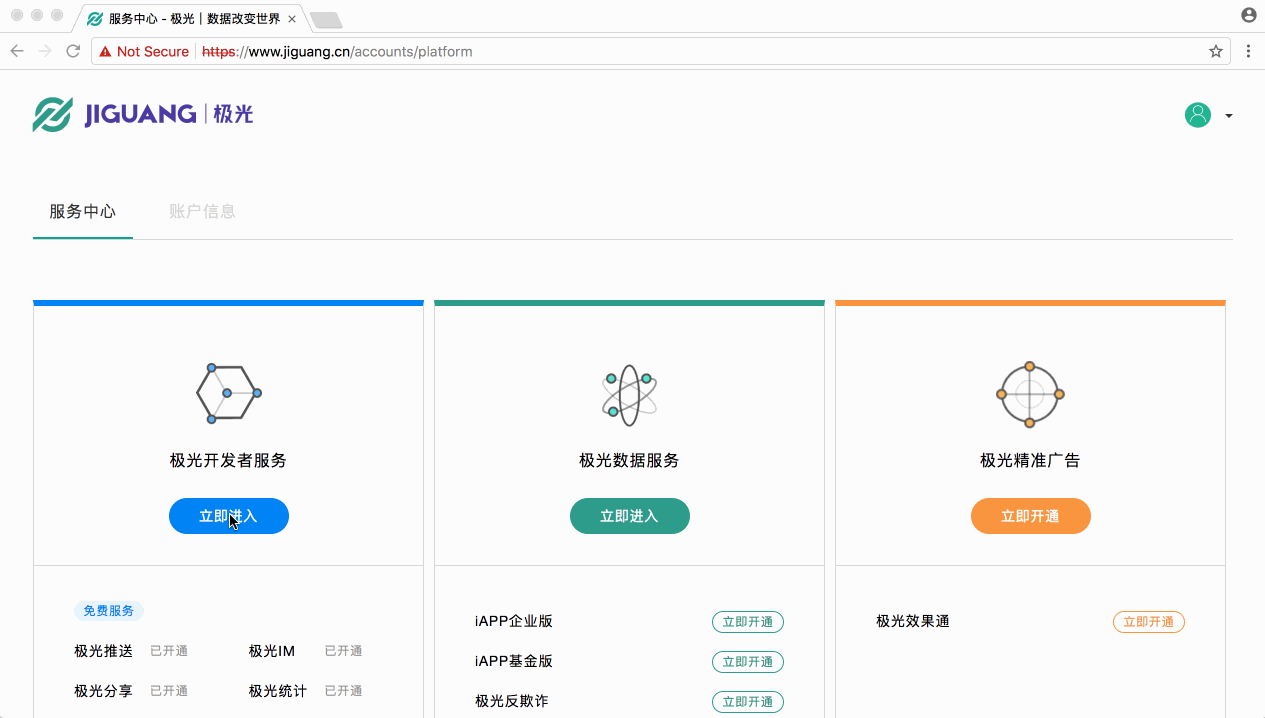 服务中心 - 极光｜数据改变世界
Not Secure https://www.jiguang.cn/accounts/platform
JIGUANG | 极光
服务中心 账户信息
极光开发者服务
立即进入
极光数据服务
立即进入
极光精准广告
立即开通
免费服务
极光推送 已开通 极光IM 已开通
极光分享 已开通 极光统计 已开通
iAPP企业版 立即开通
iAPP基金版 立即开通
极光反欺诈 立即开通
极光效果通 立即开通